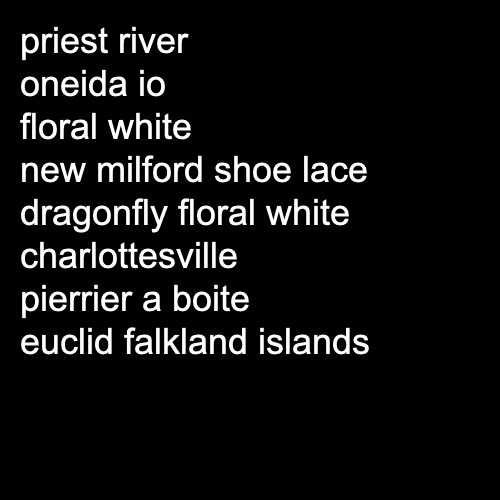 priest river
oneida io
floral white
new milford shoe lace
dragonfly floral white
charlottesville
pierrier a boite
euclid falkland islands